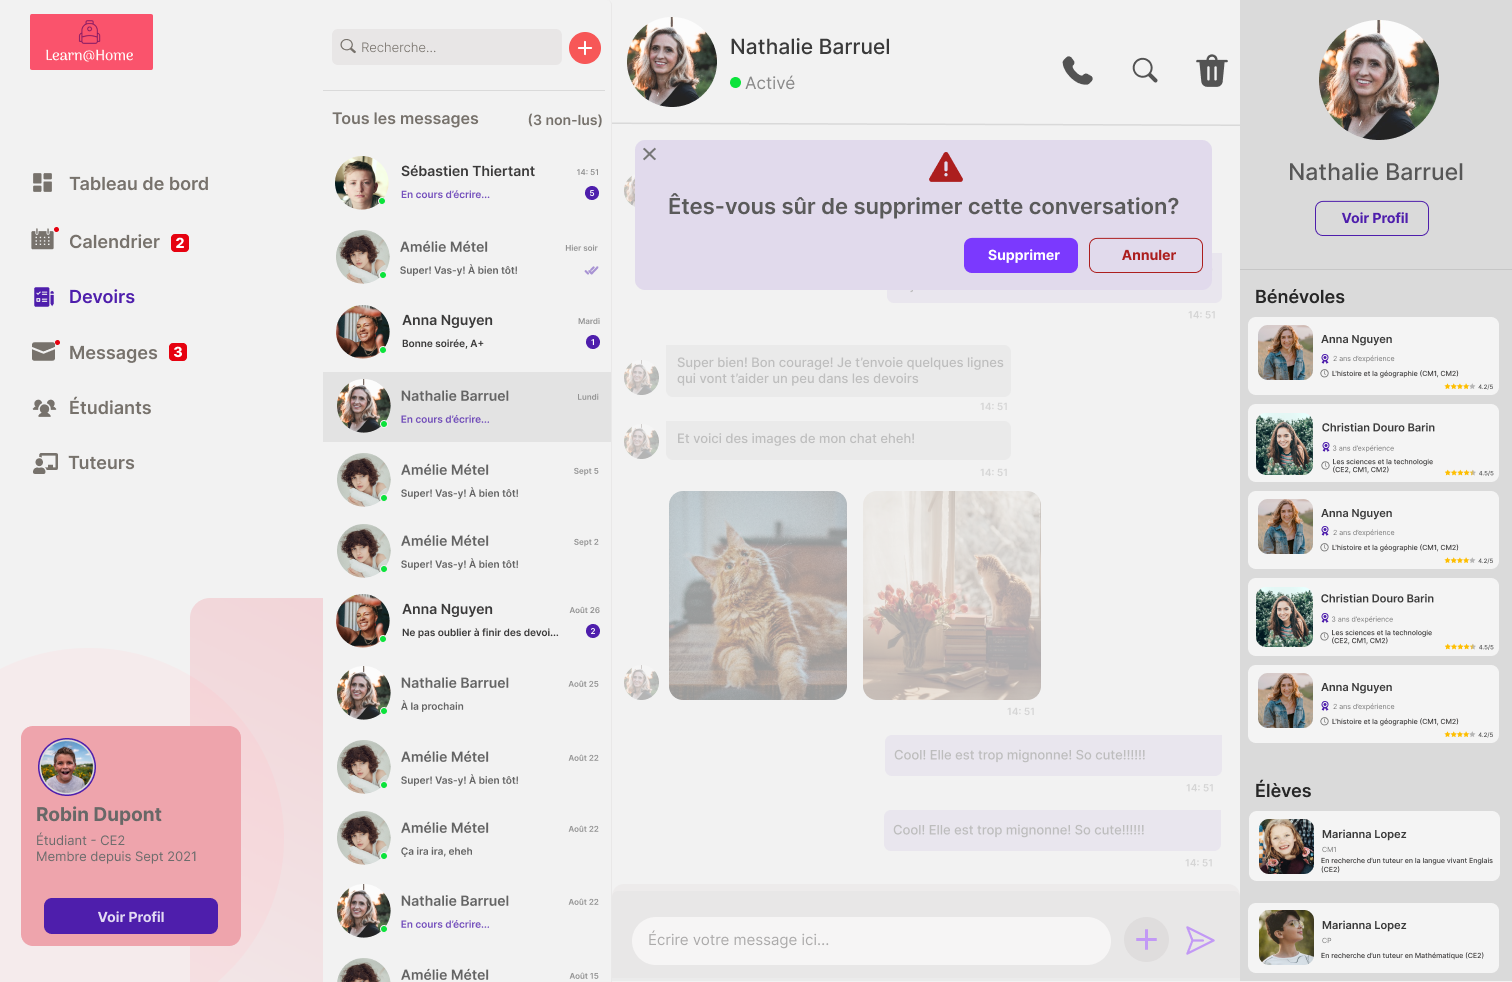 Learn@Home
Tableau de bord
Calendrier 2
Devoirs
Messages 3
Étudiants
Tuteurs
Robin Dupont
Étudiant - CE2
Membre depuis Sept 2021
Voir Profil
Recherche...
Tous les messages (3 non-lus)
Sébastien Thiertant 14: 51
En cours d'écrire... 5
Amélie Métel Hier soir
Super! Vas-y! À bien tôt!
Anna Nguyen Mardi
Bonne soirée, A+ 1
Nathalie Barruel Lundi
En cours d'écrire...
Amélie Métel Sept 5
Super! Vas-y! À bien tôt!
Amélie Métel Sept 2
Super! Vas-y! À bien tôt!
Anna Nguyen Août 26
Ne pas oublier à finir des devoi... 2
Nathalie Barruel Août 25
À la prochain
Amélie Métel Août 22
Super! Vas-y! À bien tôt!
Amélie Métel Août 22
Ça ira ira, eheh
Nathalie Barruel Août 22
En cours d'écrire...
Amélie Métel Août 15
Nathalie Barruel
Activé
Êtes-vous sûr de supprimer cette conversation?
Supprimer Annuler
14: 51
Super bien! Bon courage! Je t'envoie quelques lignes
qui vont t'aider un peu dans les devoirs
14: 51
Et voici des images de mon chat eheh!
14: 51
14: 51
Cool! Elle est trop mignonne! So cute!!!!!!
14: 51
Cool! Elle est trop mignonne! So cute!!!!!!
14: 51
Écrire votre message ici...
Nathalie Barruel
Voir Profil
Bénévoles
Anna Nguyen
2 ans d'expérience
L'histoire et la géographie (CM1, CM2)
4.2/5
Christian Douro Barin
3 ans d'expérience
Les sciences et la technologie
(CE2, CM1, CM2)
4.5/5
Anna Nguyen
2 ans d'expérience
L'histoire et la géographie (CM1, CM2)
4.2/5
Christian Douro Barin
3 ans d'expérience
Les sciences et la technologie
(CE2, CM1, CM2)
4.5/5
Anna Nguyen
2 ans d'expérience
L'histoire et la géographie (CM1, CM2)
4.2/5
Élèves
Marianna Lopez
CM1
En recherche d'un tuteur en la langue vivant Englais
(CE2)
Marianna Lopez
CP
En recherche d'un tuteur en Mathématique (CE2)